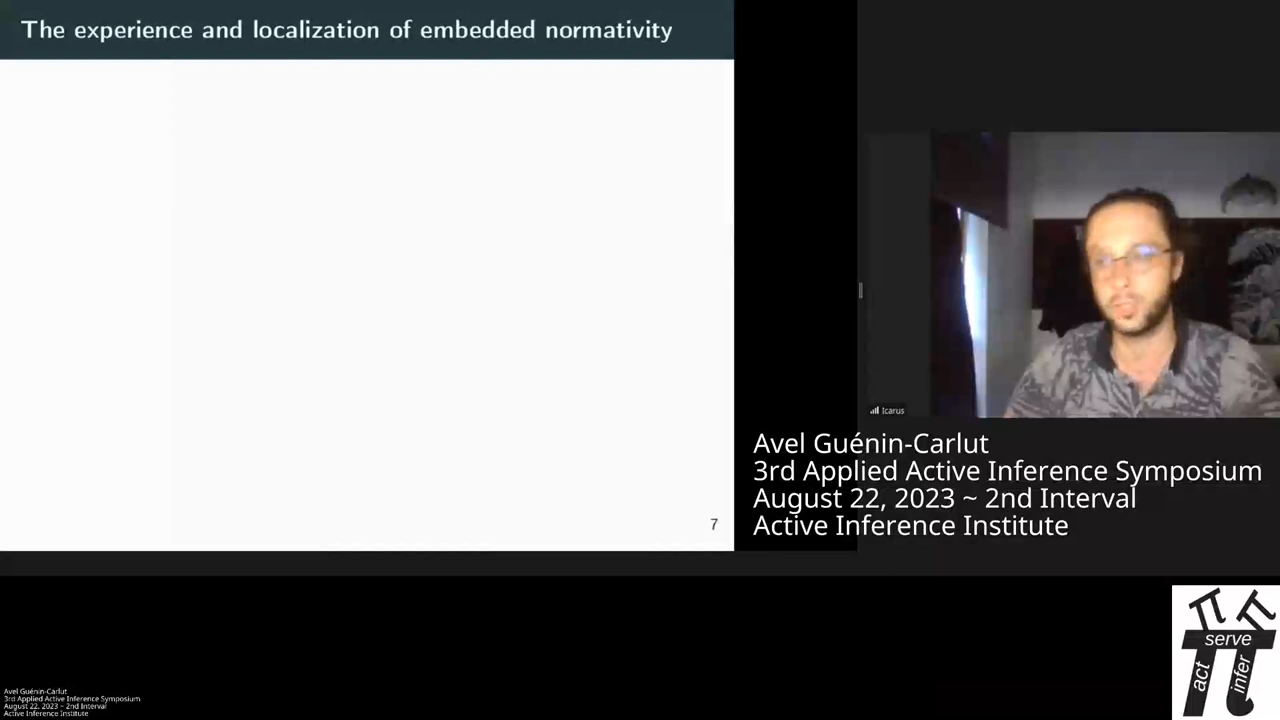 The experience and localization of embedded normativity
7
Icarus
Avel Guénin-Carlut
3rd Applied Active Inference Symposium
August 22, 2023 ~ 2nd Interval
Active Inference Institute
serve
act
infer
Avel Guénin-Carlut
3rd Applied Active Inference Symposium
August 22, 2023 ~ 2nd Interval
Active Inference Institute